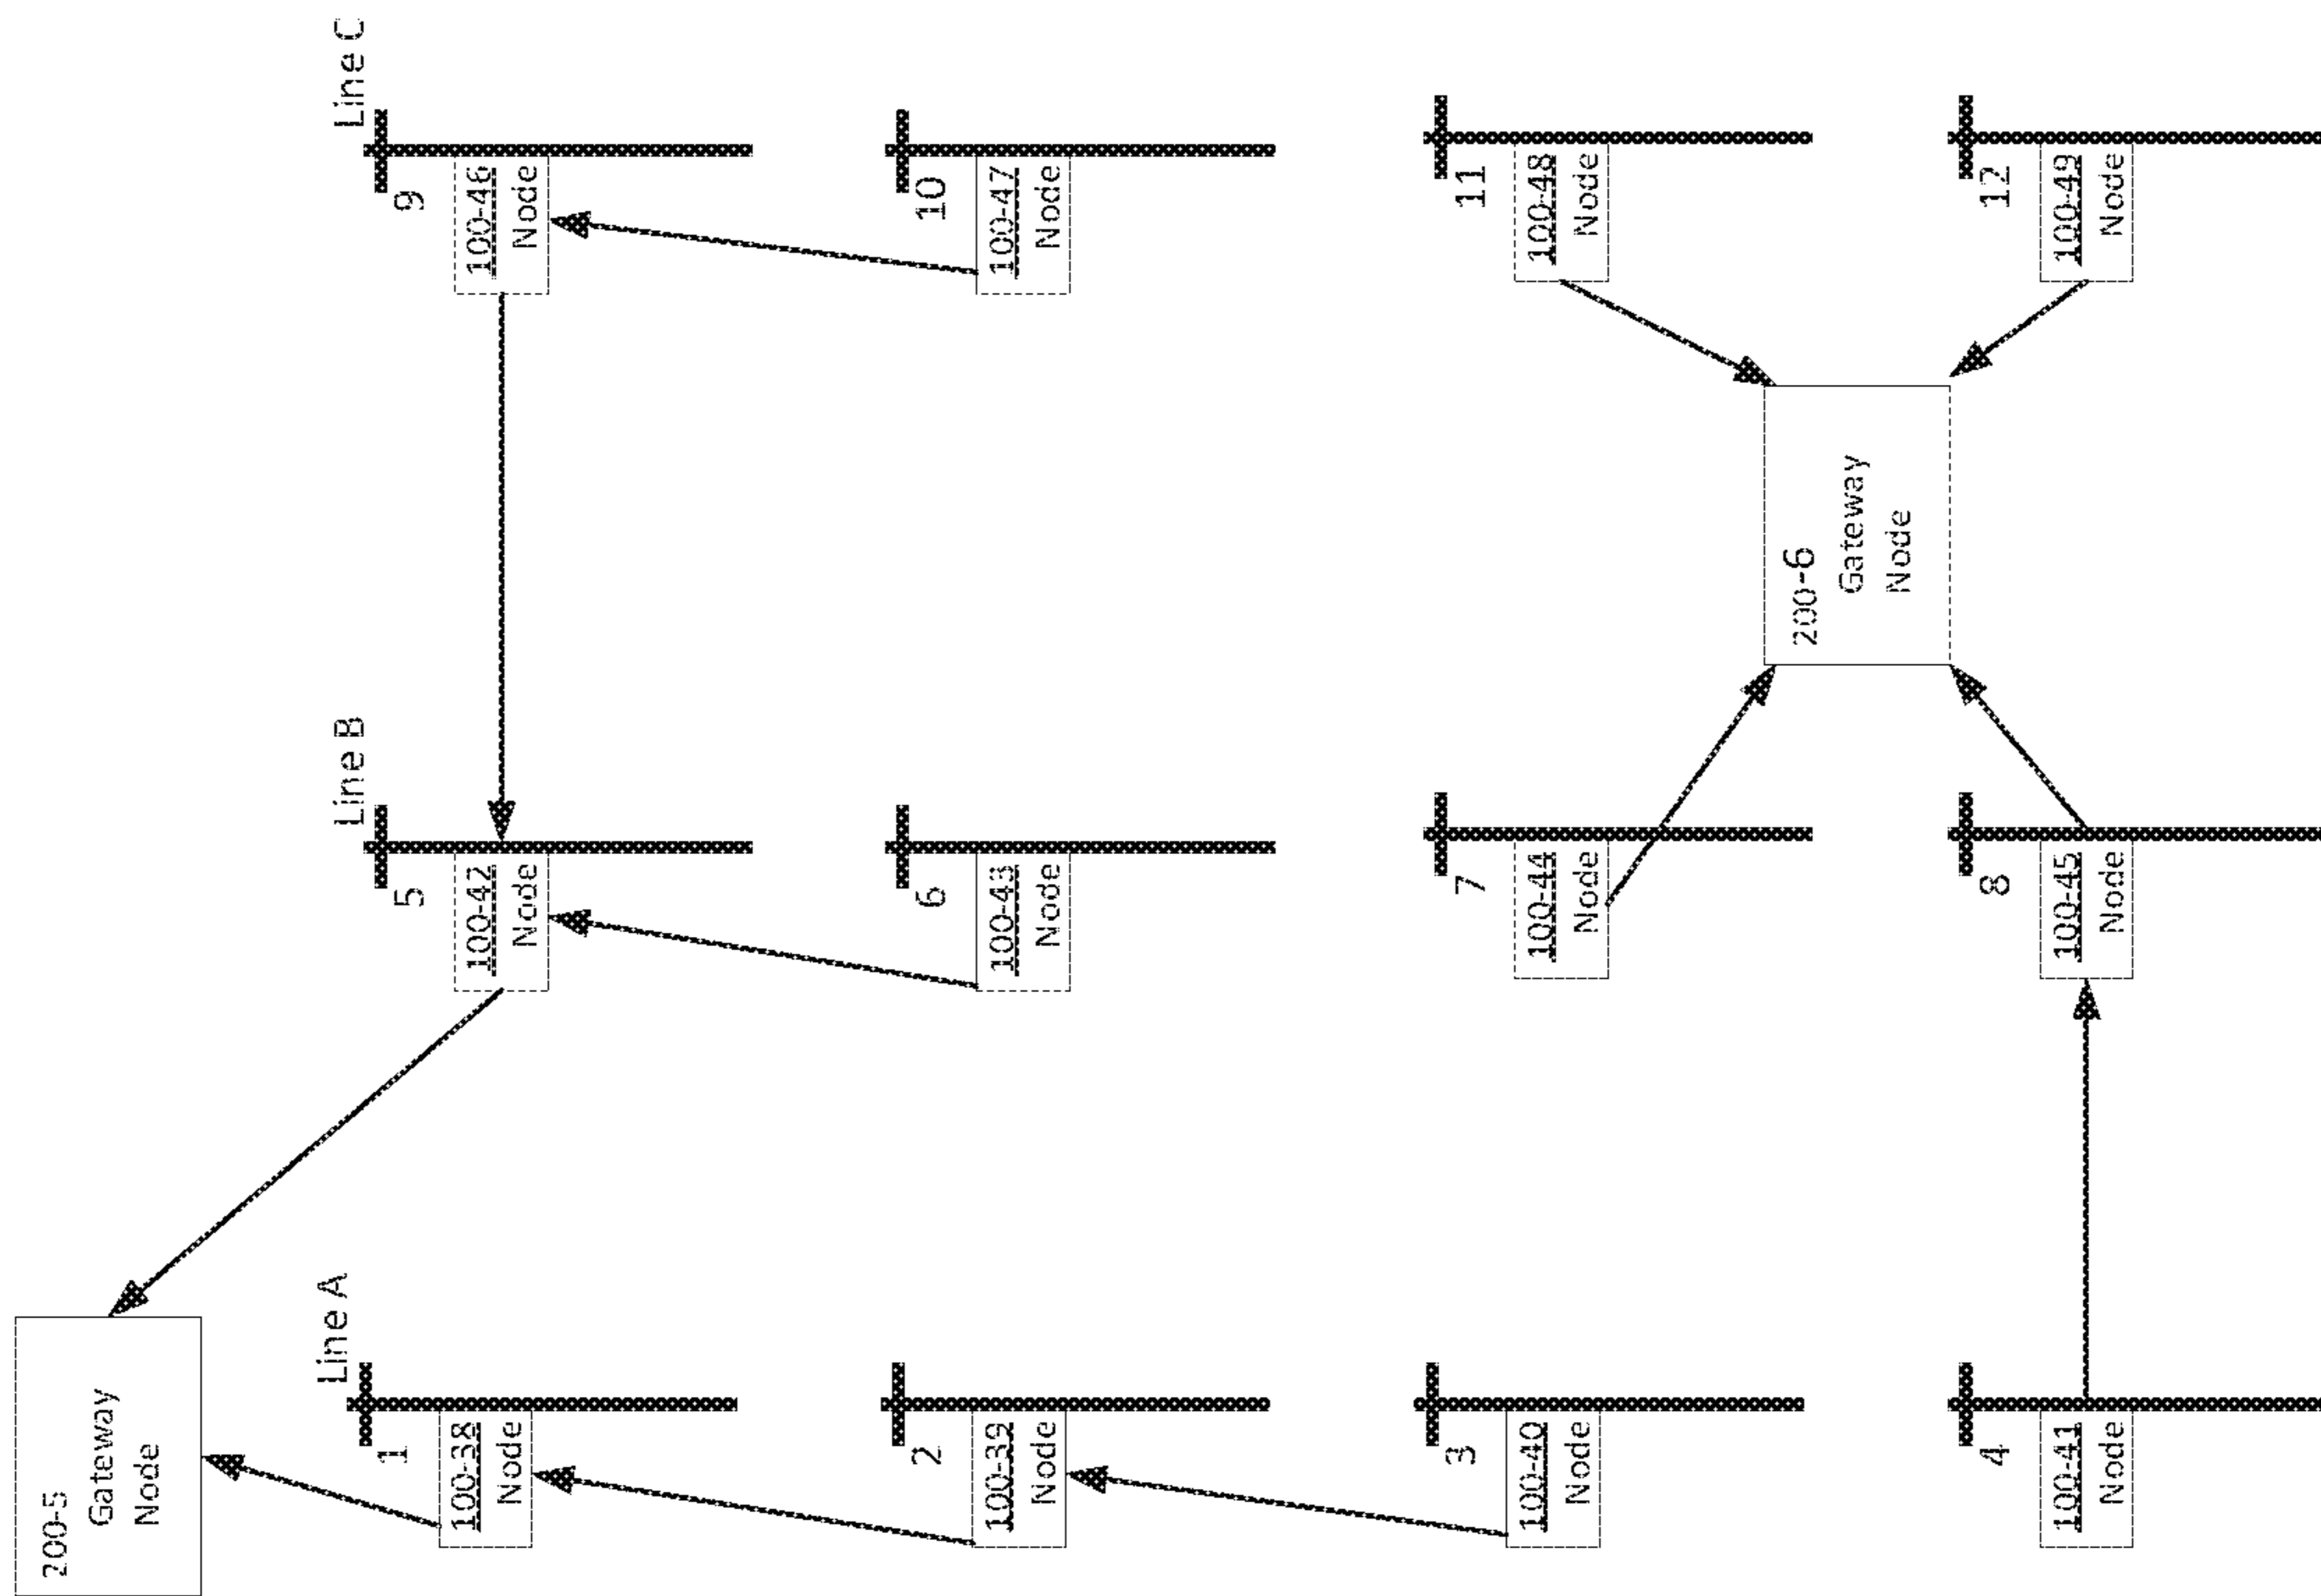 200-5
Gateway
Node
Line A
1
100-38
Node
2
100-39
Node
3
100-40
Node
4
100-41
Node
Line B
5
100-42
Node
6
100-43
Node
7
100-44
Node
8
100-45
Node
200-6
Gateway
Node
Line C
9
100-46
Node
10
100-47
Node
11
100-48
Node
12
100-49
Node